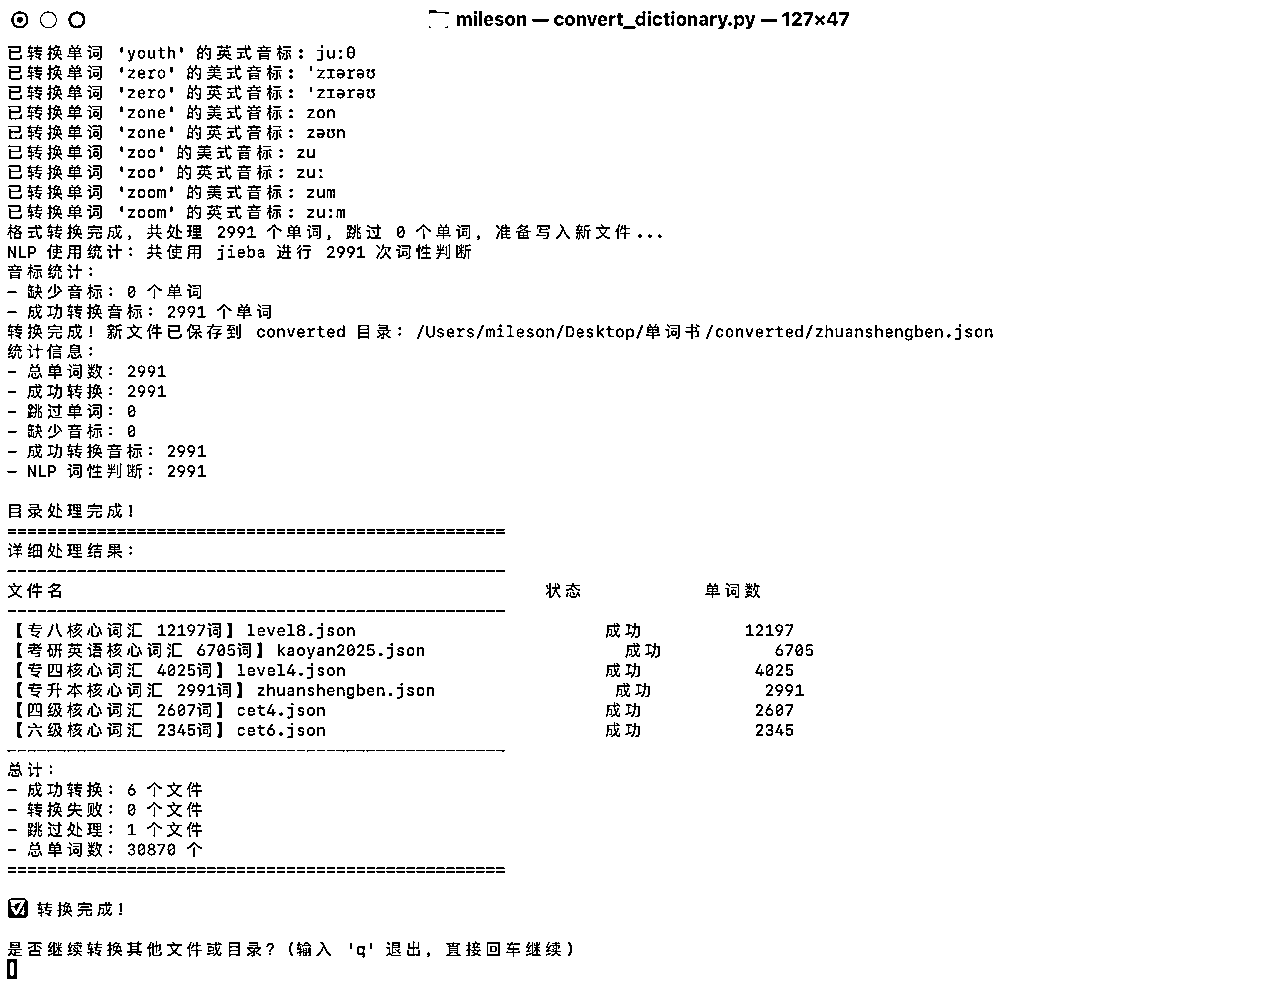 mileson — convert_dictionary.py — 127×47
已转换单词 'youth' 的英式音标: juːθ
已转换单词 'zero' 的美式音标: ˈzɪərəʊ
已转换单词 'zero' 的英式音标: ˈzɪərəʊ
已转换单词 'zone' 的美式音标: zon
已转换单词 'zone' 的英式音标: zəʊn
已转换单词 'zoo' 的美式音标: zu
已转换单词 'zoo' 的英式音标: zuː
已转换单词 'zoom' 的美式音标: zum
已转换单词 'zoom' 的英式音标: zuːm
格式转换完成, 共处理 2991 个单词, 跳过 0 个单词, 准备写入新文件...
NLP 使用统计: 共使用 jieba 进行 2991 次词性判断
音标统计:
- 缺少音标: 0 个单词
- 成功转换音标: 2991 个单词
转换完成! 新文件已保存到 converted 目录: /Users/mileson/Desktop/单词书/converted/zhuanshengben.json
统计信息:
- 总单词数: 2991
- 成功转换: 2991
- 跳过单词: 0
- 缺少音标: 0
- 成功转换音标: 2991
- NLP 词性判断: 2991
目录处理完成!
==================================================
详细处理结果:
--------------------------------------------------
文件名 状态 单词数
--------------------------------------------------
【专八核心词汇 12197词】level8.json 成功 12197
【考研英语核心词汇 6705词】kaoyan2025.json 成功 6705
【专四核心词汇 4025词】level4.json 成功 4025
【专升本核心词汇 2991词】zhuanshengben.json 成功 2991
【四级核心词汇 2607词】cet4.json 成功 2607
【六级核心词汇 2345词】cet6.json 成功 2345
--------------------------------------------------
总计:
- 成功转换: 6 个文件
- 转换失败: 0 个文件
- 跳过处理: 1 个文件
- 总单词数: 30870 个
==================================================
✅ 转换完成!
是否继续转换其他文件或目录? (输入 'q' 退出, 直接回车继续)